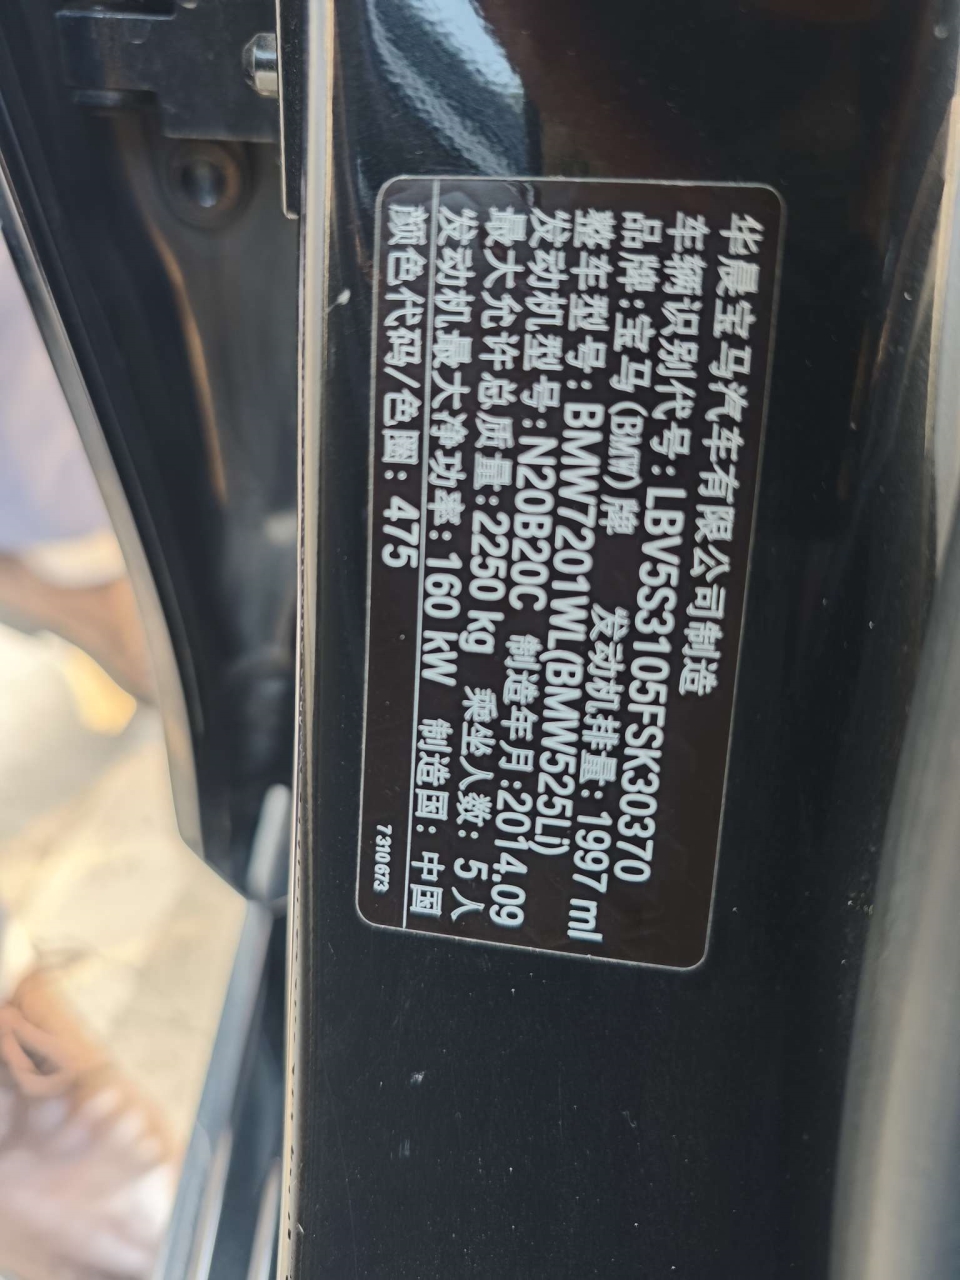 华晨宝马汽车有限公司制造
车辆识别代号：LBV5S3105FSK30370
品牌：宝马(BMW)牌 发动机排量：1997 ml
整车型号：BMW7201WL(BMW525Li)
发动机型号：N20B20C 制造年月：2014.09
最大允许总质量：2250 kg 乘坐人数：5人
发动机最大净功率：160 kW 制造国：中国
颜色代码/色圈：475
7310673